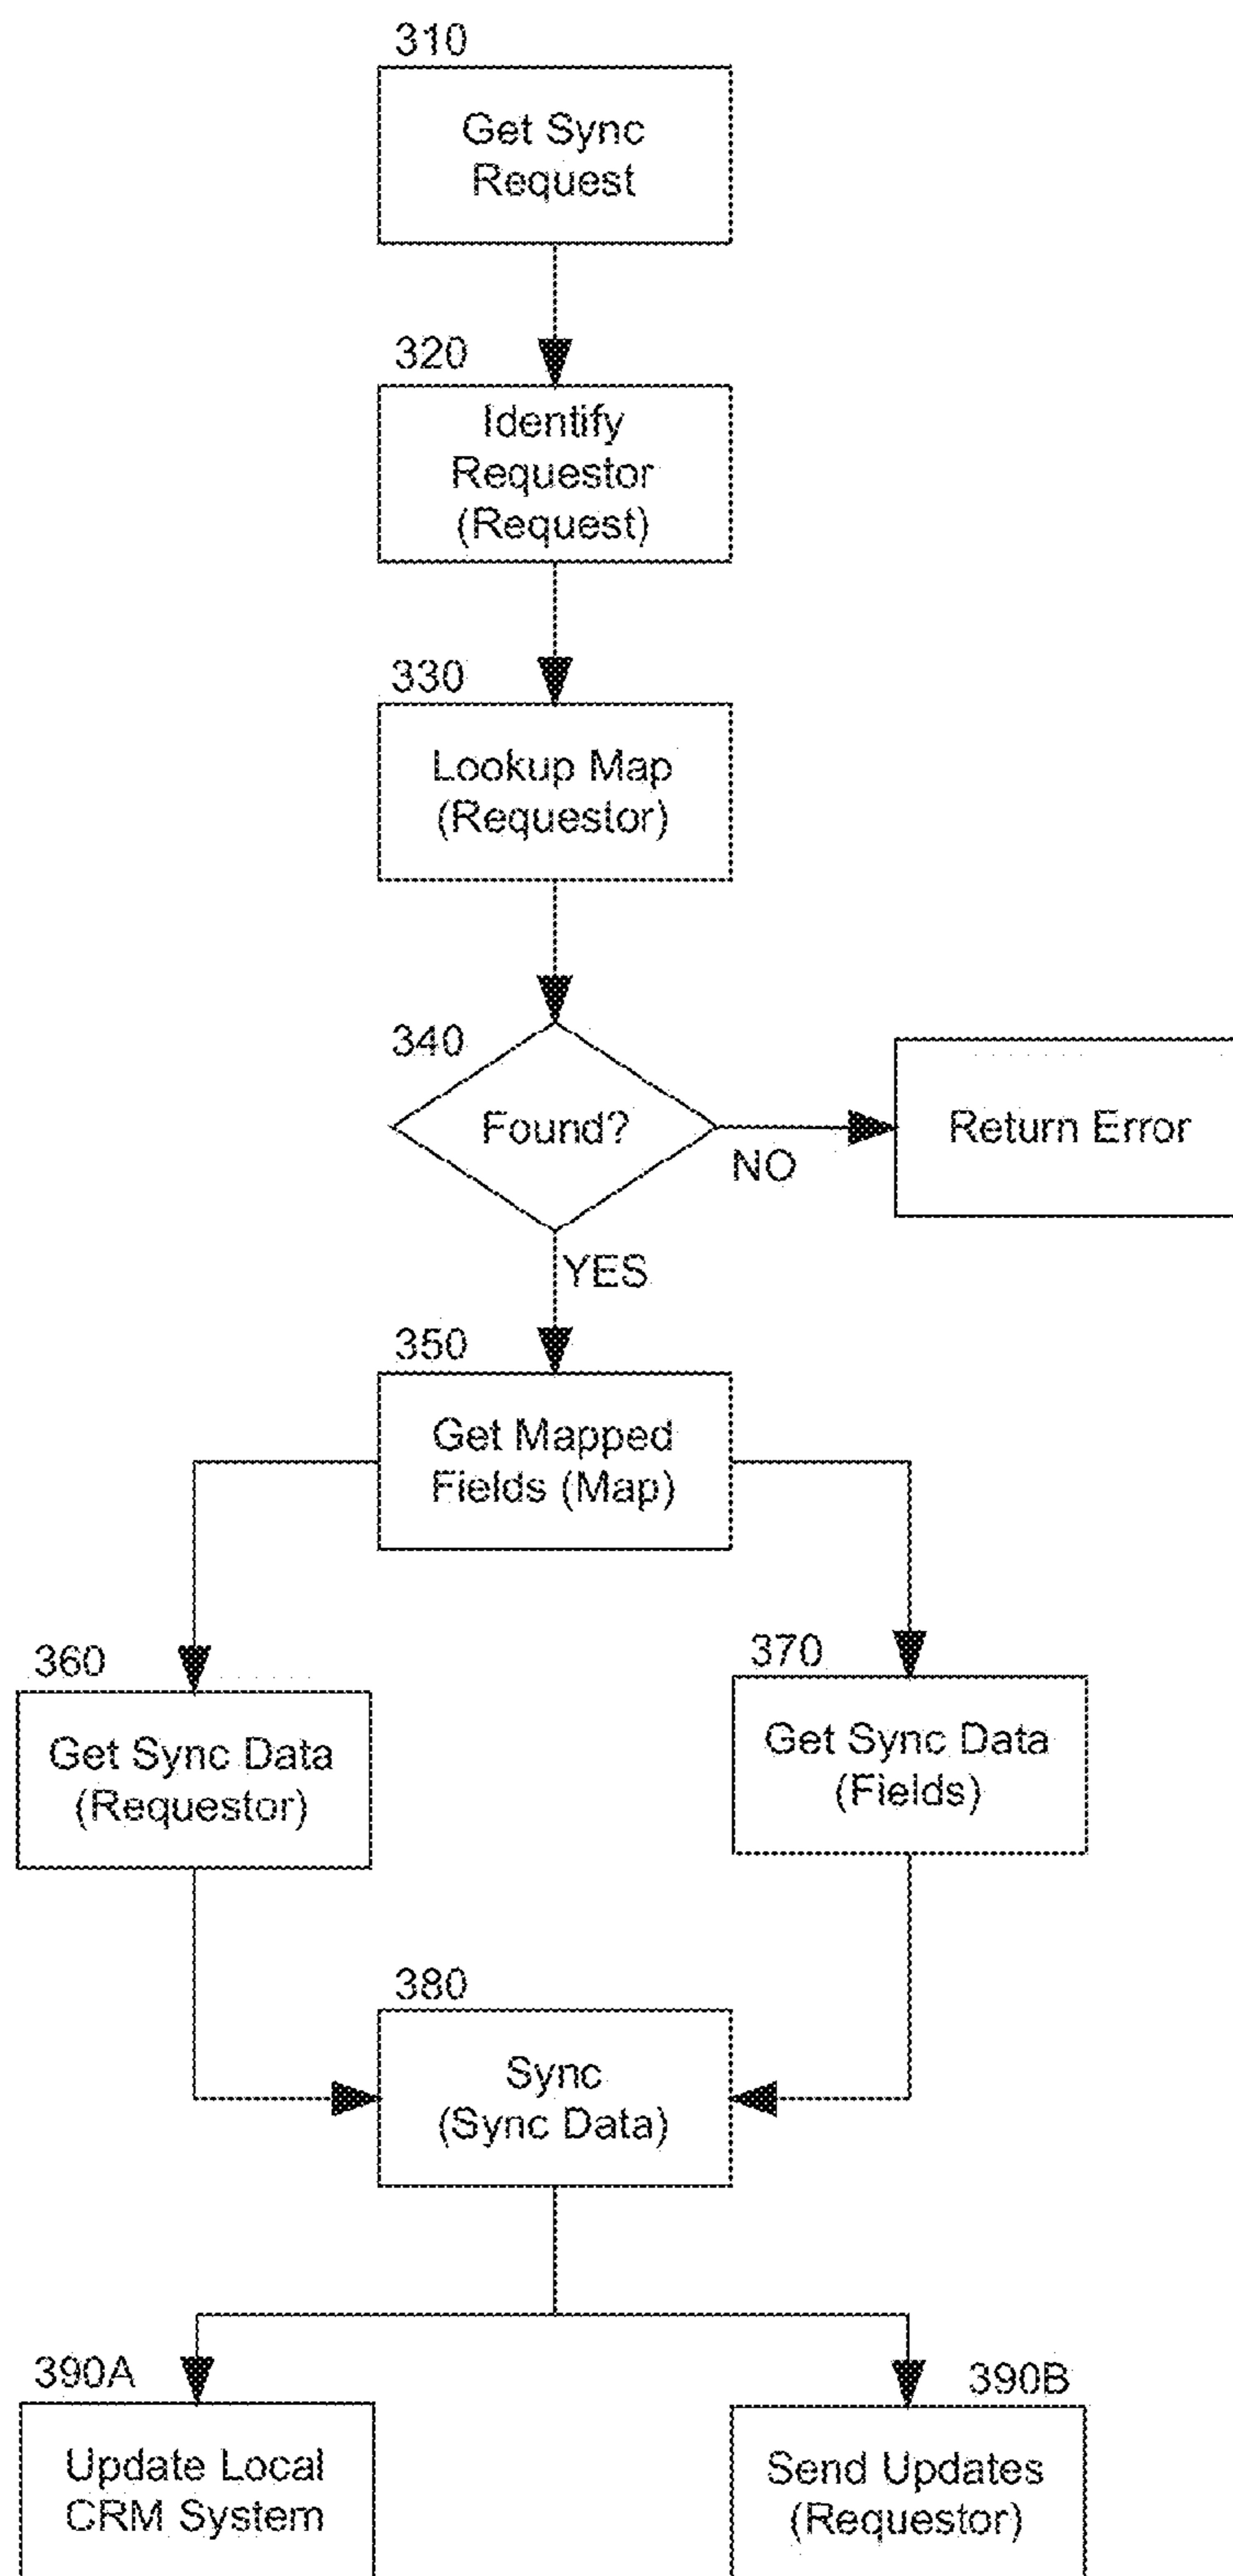 310
Get Sync
Request
320
Identify
Requestor
(Request)
330
Lookup Map
(Requestor)
340
Found?
NO
Return Error
YES
350
Get Mapped
Fields (Map)
360
Get Sync Data
(Requestor)
370
Get Sync Data
(Fields)
380
Sync
(Sync Data)
390A
Update Local
CRM System
390B
Send Updates
(Requestor)